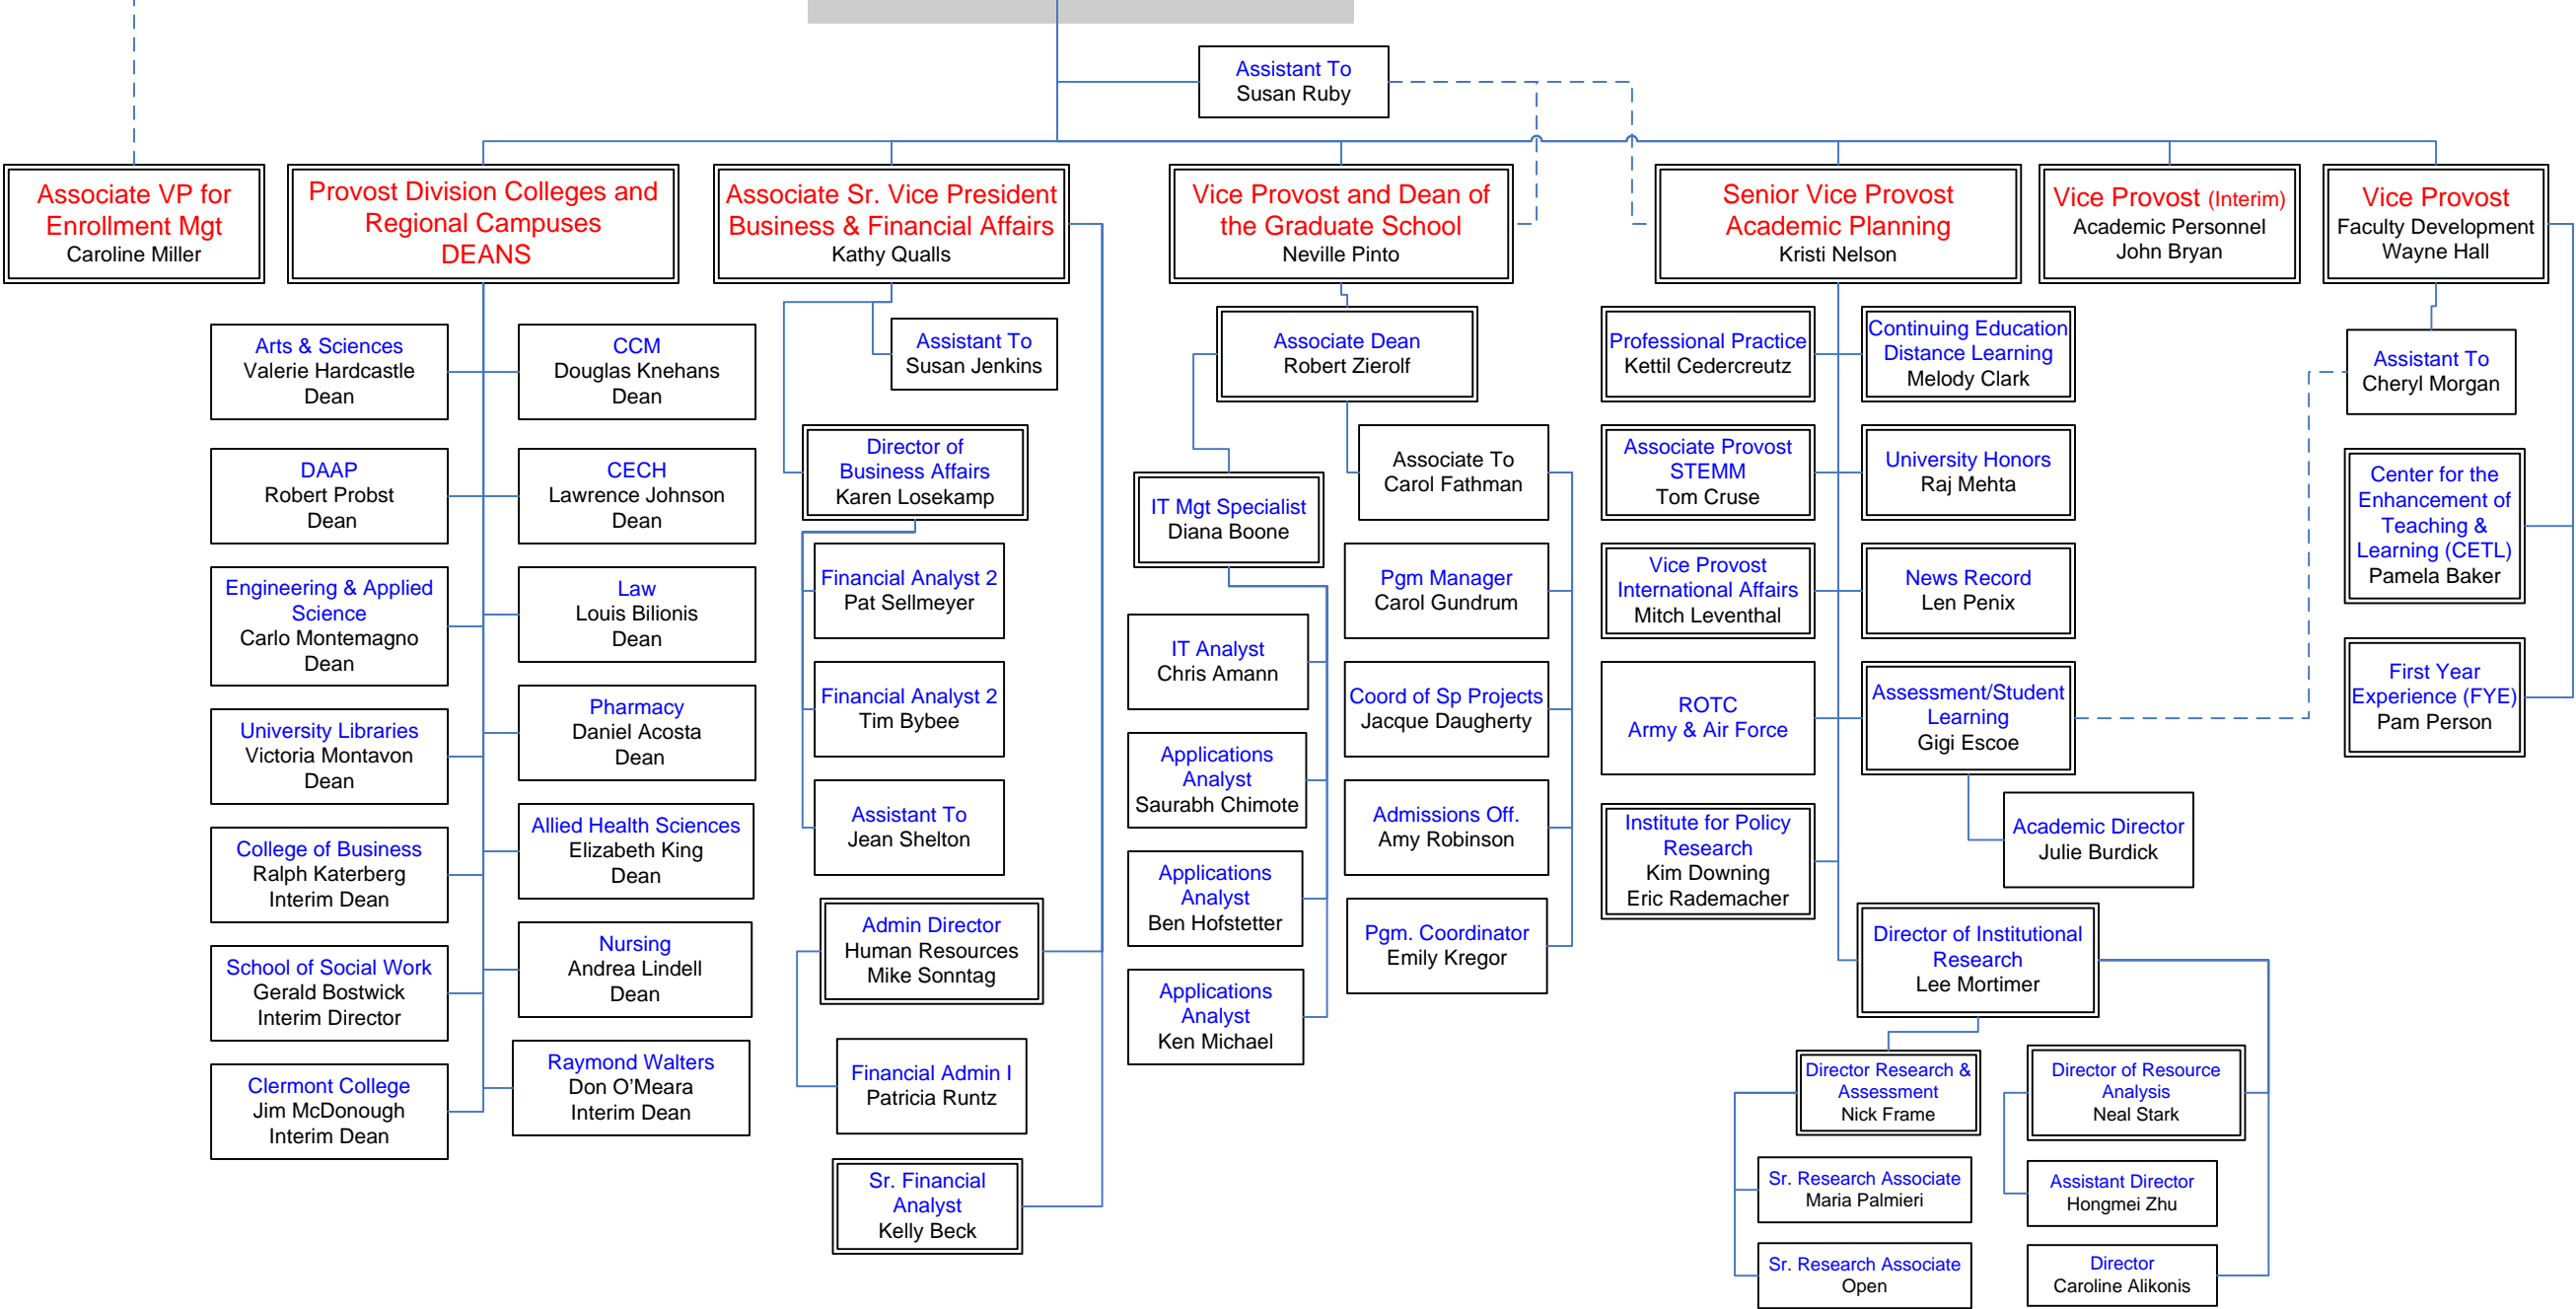 Assistant To
Susan Ruby
Associate VP for
Enrollment Mgt
Caroline Miller
Provost Division Colleges and
Regional Campuses
DEANS
Associate Sr. Vice President
Business & Financial Affairs
Kathy Qualls
Vice Provost and Dean of
the Graduate School
Neville Pinto
Senior Vice Provost
Academic Planning
Kristi Nelson
Vice Provost (Interim)
Academic Personnel
John Bryan
Vice Provost
Faculty Development
Wayne Hall
Arts & Sciences
Valerie Hardcastle
Dean
CCM
Douglas Knehans
Dean
DAAP
Robert Probst
Dean
CECH
Lawrence Johnson
Dean
Engineering & Applied
Science
Carlo Montemagno
Dean
Law
Louis Bilionis
Dean
University Libraries
Victoria Montavon
Dean
Pharmacy
Daniel Acosta
Dean
College of Business
Ralph Katerberg
Interim Dean
Allied Health Sciences
Elizabeth King
Dean
School of Social Work
Gerald Bostwick
Interim Director
Nursing
Andrea Lindell
Dean
Clermont College
Jim McDonough
Interim Dean
Raymond Walters
Don O’Meara
Interim Dean
Assistant To
Susan Jenkins
Director of
Business Affairs
Karen Losekamp
Financial Analyst 2
Pat Sellmeyer
Financial Analyst 2
Tim Bybee
Assistant To
Jean Shelton
Admin Director
Human Resources
Mike Sonntag
Financial Admin I
Patricia Runtz
Sr. Financial
Analyst
Kelly Beck
Associate Dean
Robert Zierolf
IT Mgt Specialist
Diana Boone
IT Analyst
Chris Amann
Applications
Analyst
Saurabh Chimote
Applications
Analyst
Ben Hofstetter
Applications
Analyst
Ken Michael
Associate To
Carol Fathman
Pgm Manager
Carol Gundrum
Coord of Sp Projects
Jacque Daugherty
Admissions Off.
Amy Robinson
Pgm. Coordinator
Emily Kregor
Professional Practice
Kettil Cedercreutz
Continuing Education
Distance Learning
Melody Clark
Associate Provost
STEMM
Tom Cruse
University Honors
Raj Mehta
Vice Provost
International Affairs
Mitch Leventhal
News Record
Len Penix
ROTC
Army & Air Force
Assessment/Student
Learning
Gigi Escoe
Academic Director
Julie Burdick
Institute for Policy
Research
Kim Downing
Eric Rademacher
Director of Institutional
Research
Lee Mortimer
Director Research &
Assessment
Nick Frame
Sr. Research Associate
Maria Palmieri
Sr. Research Associate
Open
Director of Resource
Analysis
Neal Stark
Assistant Director
Hongmei Zhu
Director
Caroline Alikonis
Assistant To
Cheryl Morgan
Center for the
Enhancement of
Teaching &
Learning (CETL)
Pamela Baker
First Year
Experience (FYE)
Pam Person